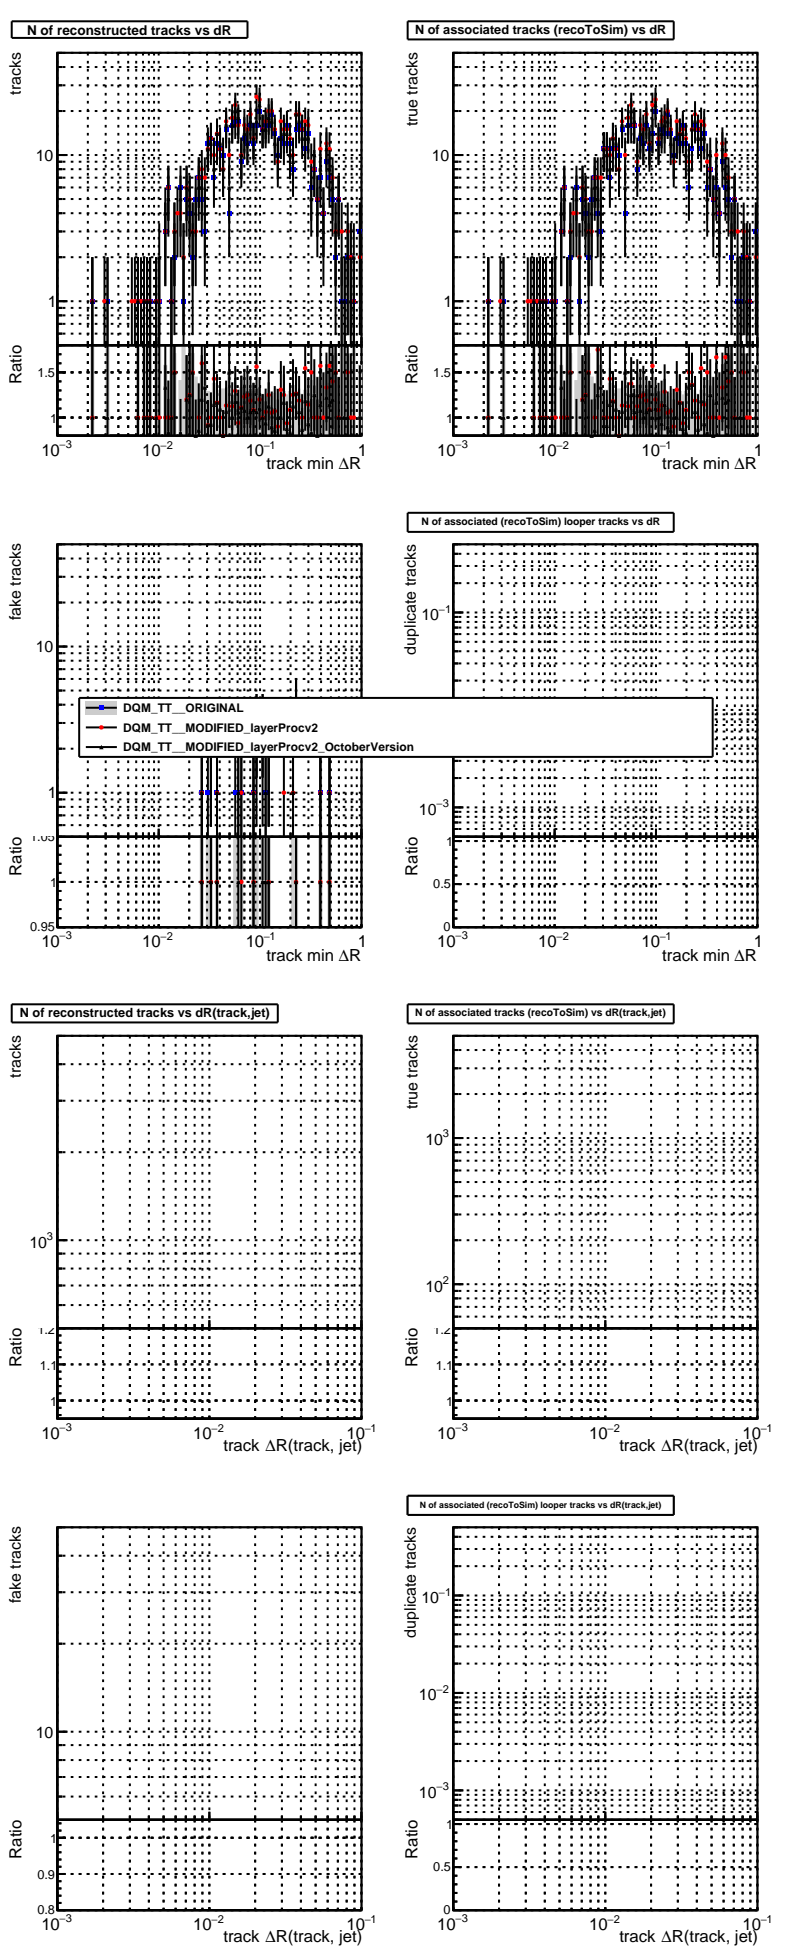 N of reconstructed tracks vs dR
N of associated tracks (recoToSim) vs dR
tracks
10
1
Ratio
1.5
1
10⁻³ 10⁻² 10⁻¹ 1
track min ΔR
true tracks
10
1
Ratio
1.5
1
10⁻³ 10⁻² 10⁻¹ 1
track min ΔR
N of associated (recoToSim) looper tracks vs dR
fake tracks
10
1
Ratio
1.05
1
0.95
10⁻³ 10⁻² 10⁻¹ 1
track min ΔR
duplicate tracks
10⁻¹
10⁻³
Ratio
1
0.5
0
10⁻³ 10⁻² 10⁻¹ 1
track min ΔR
DQM_TT__ORIGINAL
DQM_TT__MODIFIED_layerProcv2
DQM_TT__MODIFIED_layerProcv2_OctoberVersion
N of reconstructed tracks vs dR(track,jet)
N of associated tracks (recoToSim) vs dR(track,jet)
tracks
10³
Ratio
1.2
1.1
1
10⁻³ 10⁻² 10⁻¹
track ΔR(track, jet)
true tracks
10³
10²
Ratio
1.2
1.1
1
10⁻³ 10⁻² 10⁻¹
track ΔR(track, jet)
N of associated (recoToSim) looper tracks vs dR(track,jet)
fake tracks
10
Ratio
1
0.9
0.8
10⁻³ 10⁻² 10⁻¹
track ΔR(track, jet)
duplicate tracks
10⁻¹
10⁻²
10⁻³
Ratio
1
0.5
0
10⁻³ 10⁻² 10⁻¹
track ΔR(track, jet)